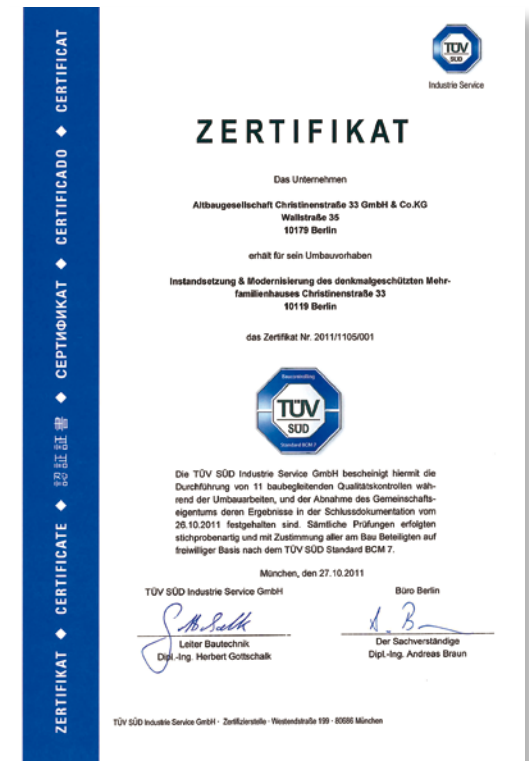 ZERTIFIKAT ◆ CERTIFICATE ◆ 認証証書 ◆ СЕРТИФИКАТ ◆ CERTIFICADO ◆ CERTIFICAT
TÜV
SÜD
Industrie Service
ZERTIFIKAT
Das Unternehmen
Altbaugesellschaft Christinenstraße 33 GmbH & Co.KG
Wallstraße 35
10179 Berlin
erhält für sein Umbauvorhaben
Instandsetzung & Modernisierung des denkmalgeschützten Mehr-
familienhauses Christinenstraße 33
10119 Berlin
das Zertifikat Nr. 2011/1105/001
Baucontrolling
TÜV
SÜD
Standard BCM 7
Die TÜV SÜD Industrie Service GmbH bescheinigt hiermit die
Durchführung von 11 baubegleitenden Qualitätskontrollen wäh-
rend der Umbauarbeiten, und der Abnahme des Gemeinschafts-
eigentums deren Ergebnisse in der Schlussdokumentation vom
26.10.2011 festgehalten sind. Sämtliche Prüfungen erfolgten
stichprobenartig und mit Zustimmung aller am Bau Beteiligten auf
freiwilliger Basis nach dem TÜV SÜD Standard BCM 7.
München, den 27.10.2011
TÜV SÜD Industrie Service GmbH
Büro Berlin
Leiter Bautechnik
Dipl.-Ing. Herbert Gottschalk
Der Sachverständige
Dipl.-Ing. Andreas Braun
TÜV SÜD Industrie Service GmbH · Zertifizierstelle · Westendstraße 199 · 80686 München